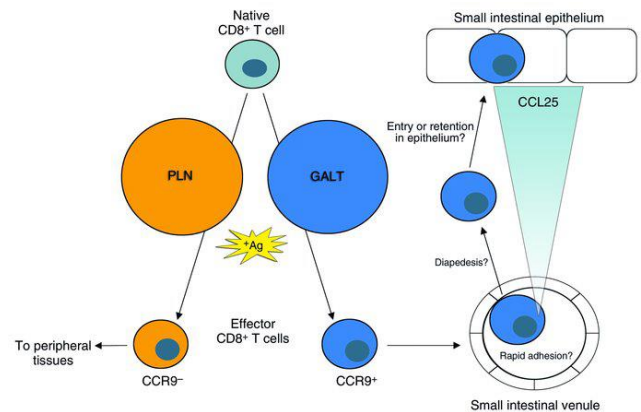 Native
CD8⁺ T cell
PLN
GALT
⁺Ag
Effector
CD8⁺ T cells
To peripheral
tissues
CCR9⁻
CCR9⁺
Small intestinal epithelium
CCL25
Entry or retention
in epithelium?
Diapedesis?
Rapid adhesion?
Small intestinal venule